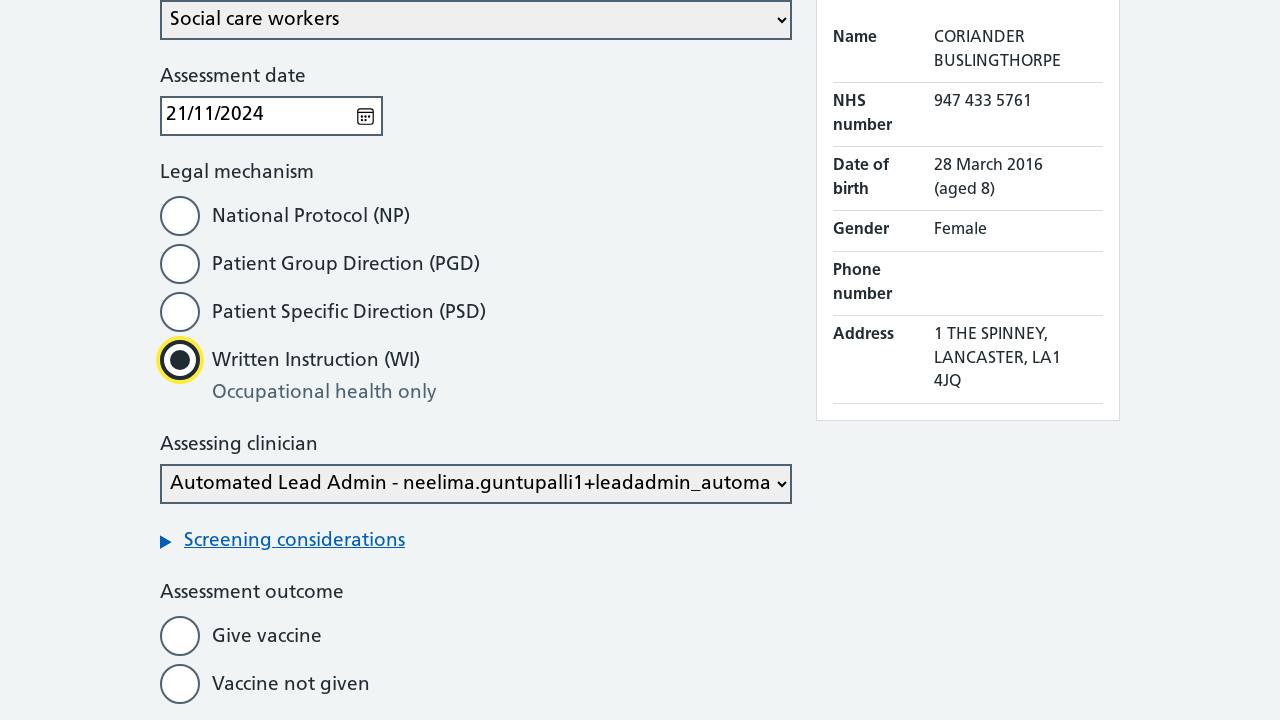 Social care workers
Assessment date
21/11/2024
Legal mechanism
National Protocol (NP)
Patient Group Direction (PGD)
Patient Specific Direction (PSD)
Written Instruction (WI)
Occupational health only
Assessing clinician
Automated Lead Admin - neelima.guntupalli1+leadadmin_automa
Screening considerations
Assessment outcome
Give vaccine
Vaccine not given
Name CORIANDER
BUSLINGTHORPE
NHS 947 433 5761
number
Date of 28 March 2016
birth (aged 8)
Gender Female
Phone
number
Address 1 THE SPINNEY,
LANCASTER, LA1
4JQ